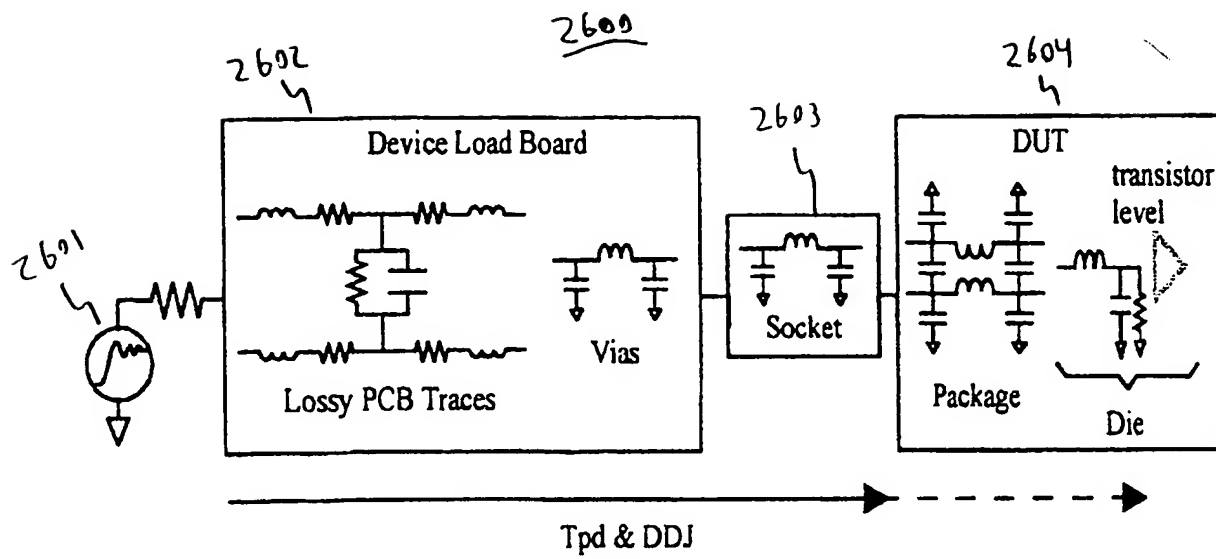 2600
2602
2604
2603
2601
Device Load Board
DUT
transistor
level
Socket
Vias
Lossy PCB Traces
Package
Die
Tpd & DDJ